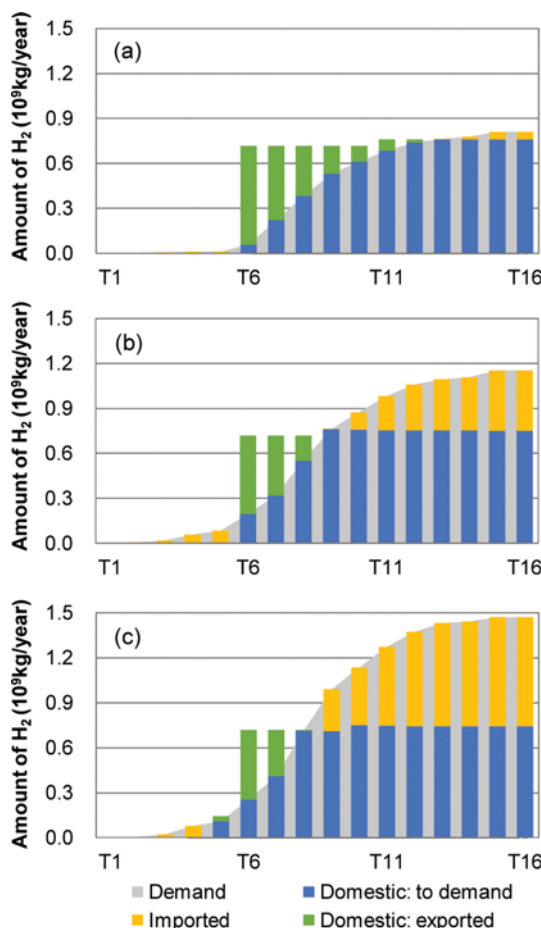 Amount of H₂ (10⁹kg/year)
1.5
(a)
1.2
0.9
0.6
0.3
0.0
T1 T6 T11 T16
Amount of H₂ (10⁹kg/year)
1.5
(b)
1.2
0.9
0.6
0.3
0.0
T1 T6 T11 T16
Amount of H₂ (10⁹kg/year)
1.5
(c)
1.2
0.9
0.6
0.3
0.0
T1 T6 T11 T16
Demand Domestic: to demand
Imported Domestic: exported